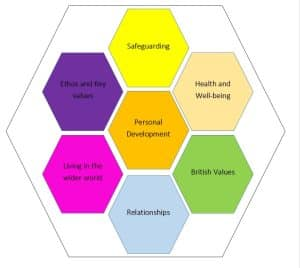 Safeguarding
Ethos and Key
values
Health and
Well-being
Personal
Development
Living in the
wider world
British Values
Relationships